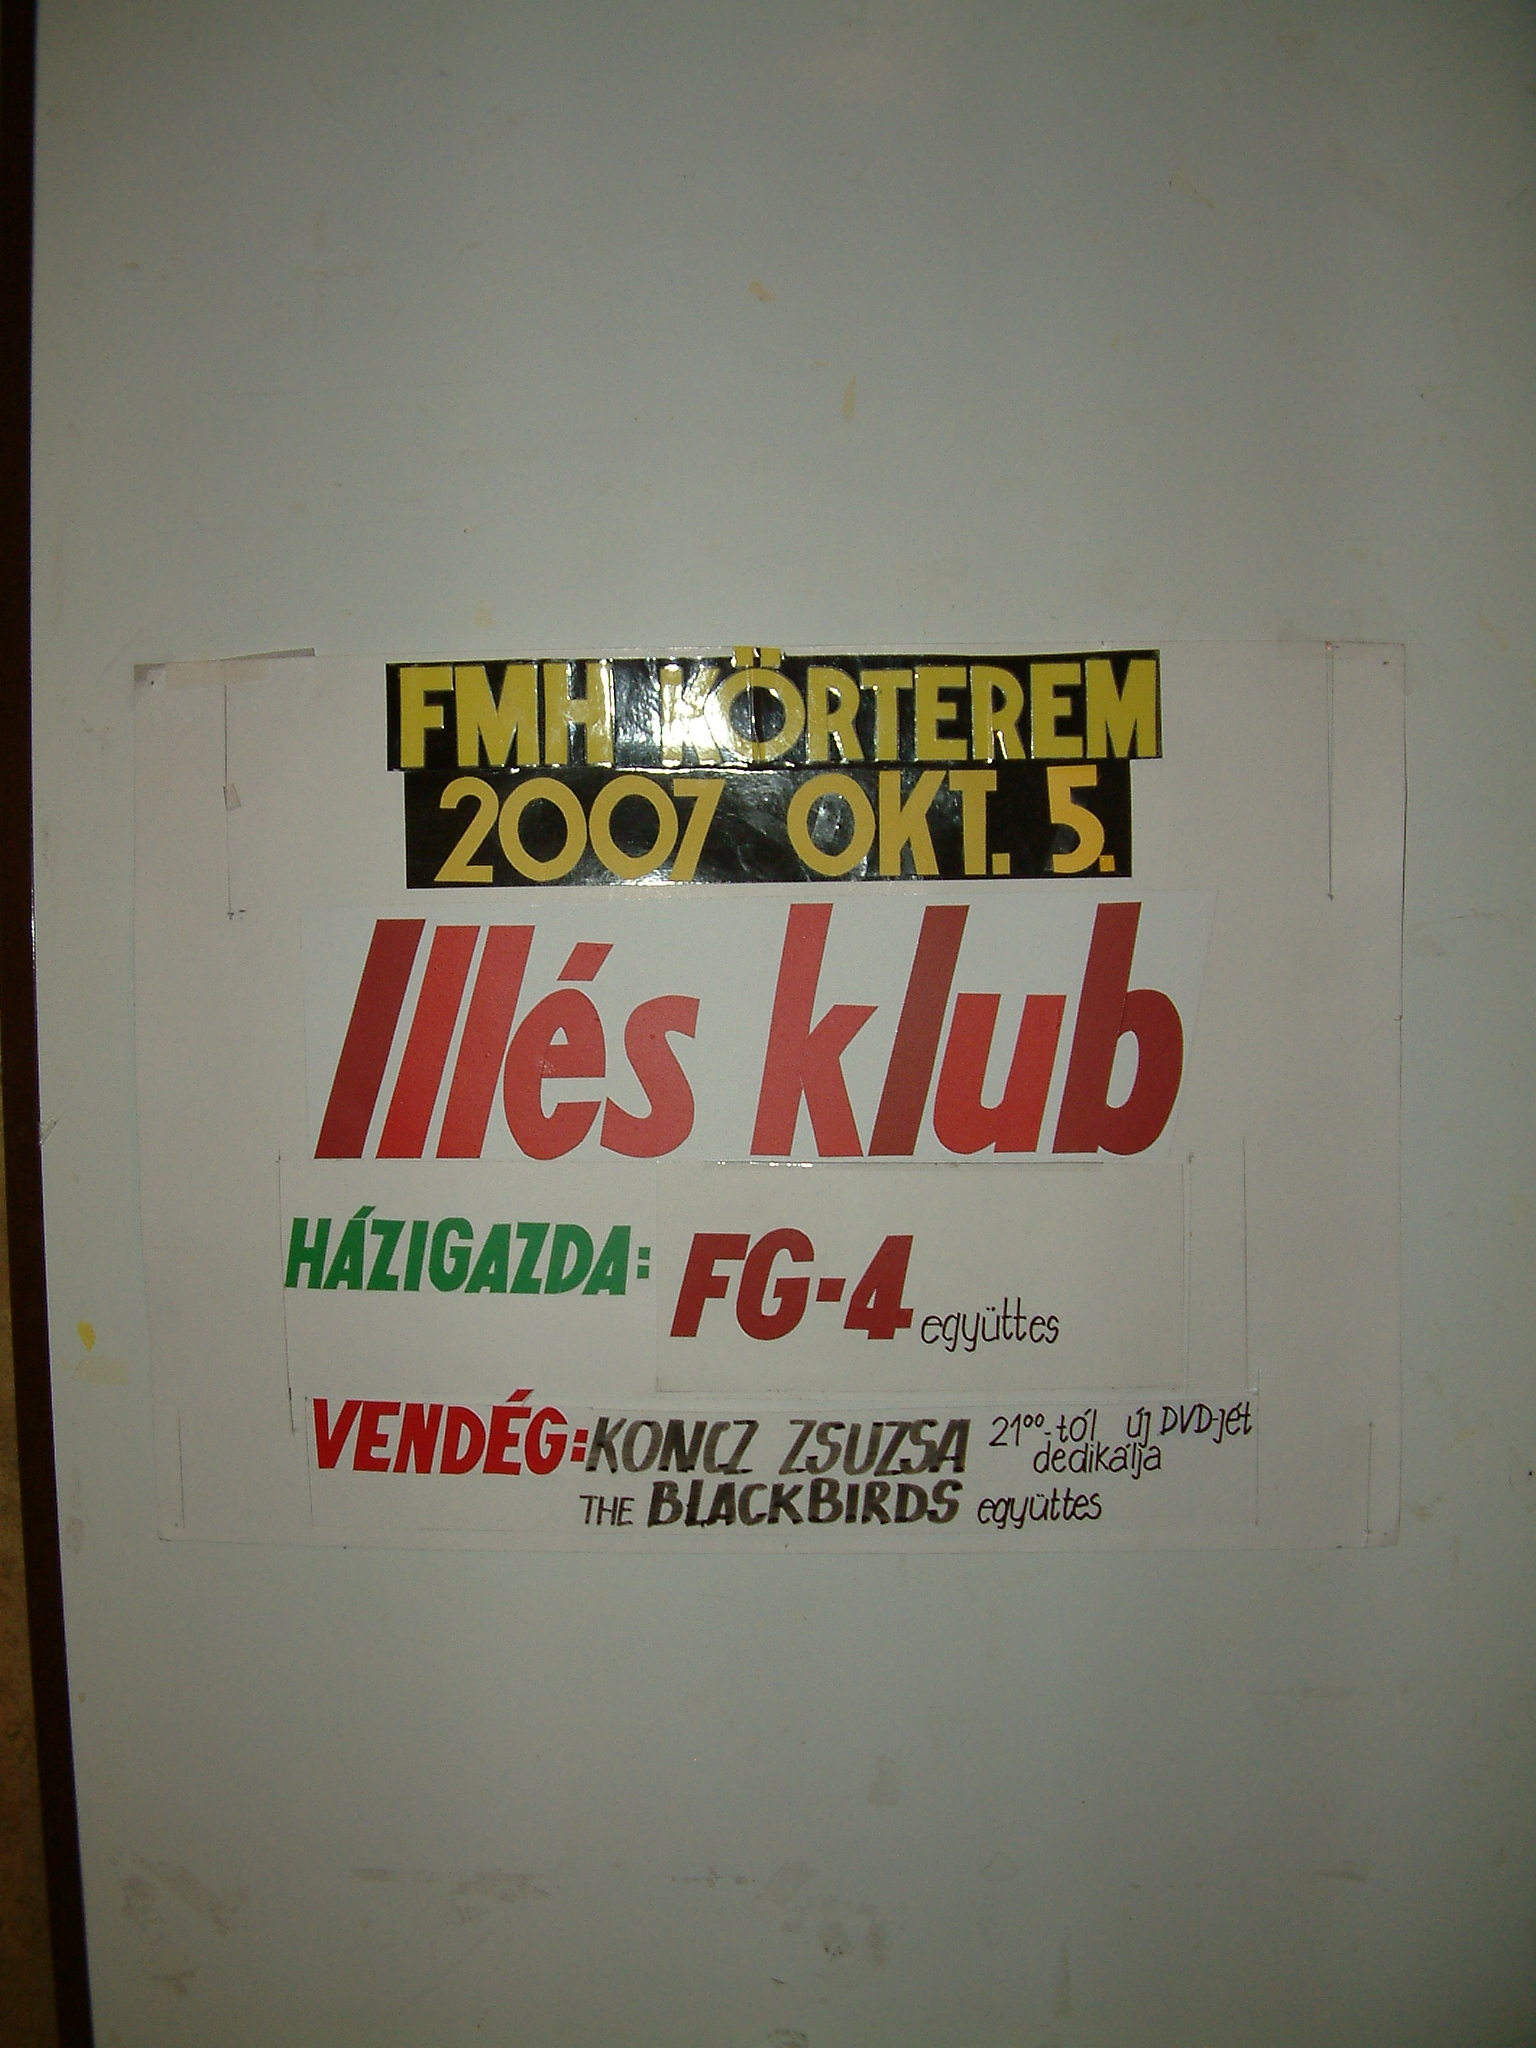 FMH KÖRTEREM
2007 OKT. 5.
Illés klub
HÁZIGAZDA: FG-4 együttes
VENDÉG: KONCZ ZSUZSA 21⁰⁰-tól új DVD-jét
dedikálja
THE BLACKBIRDS együttes